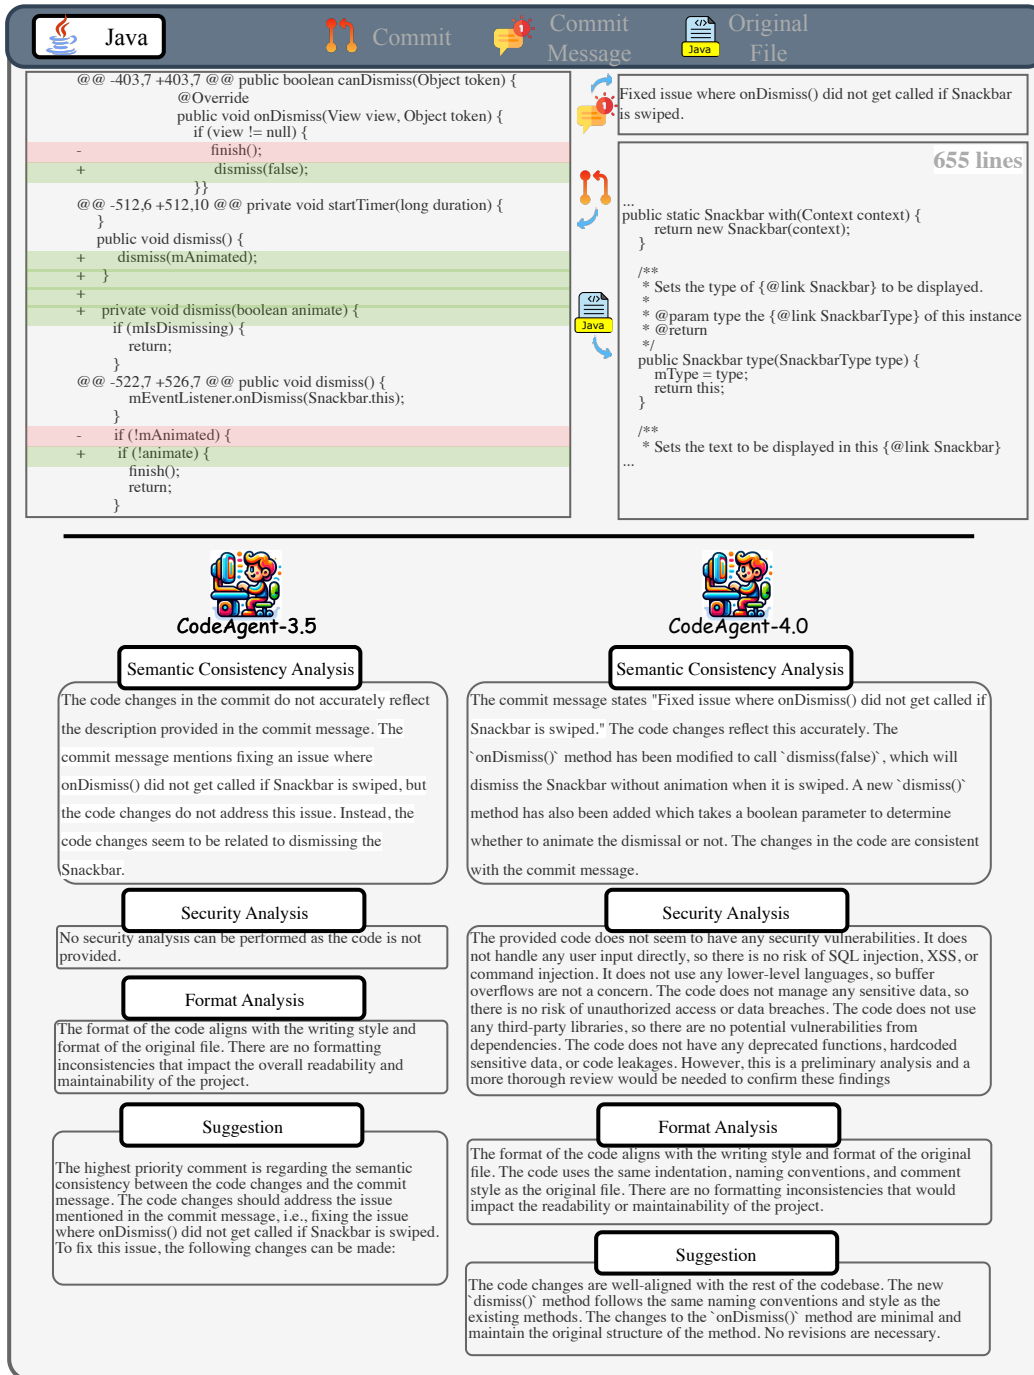 Java
Commit
Commit
Message
Original
File
Java
@@ -403,7 +403,7 @@ public boolean canDismiss(Object token) {
@Override
public void onDismiss(View view, Object token) {
if (view != null) {
- finish();
+ dismiss(false);
}}
@@ -512,6 +512,10 @@ private void startTimer(long duration) {
}
public void dismiss() {
+ dismiss(mAnimated);
+ }
+
+ private void dismiss(boolean animate) {
if (mIsDismissing) {
return;
}
@@ -522,7 +526,7 @@ public void dismiss() {
mEventListener.onDismiss(Snackbar.this);
}
- if (!mAnimated) {
+ if (!animate) {
finish();
return;
}
1
Fixed issue where onDismiss() did not get called if Snackbar
is swiped.
Java
655 lines
...
public static Snackbar with(Context context) {
return new Snackbar(context);
}
/**
* Sets the type of {@link Snackbar} to be displayed.
*
* @param type the {@link SnackbarType} of this instance
* @return
*/
public Snackbar type(SnackbarType type) {
mType = type;
return this;
}
/**
* Sets the text to be displayed in this {@link Snackbar}
...
CodeAgent-3.5
Semantic Consistency Analysis
The code changes in the commit do not accurately reflect
the description provided in the commit message. The
commit message mentions fixing an issue where
onDismiss() did not get called if Snackbar is swiped, but
the code changes do not address this issue. Instead, the
code changes seem to be related to dismissing the
Snackbar.
Security Analysis
No security analysis can be performed as the code is not
provided.
Format Analysis
The format of the code aligns with the writing style and
format of the original file. There are no formatting
inconsistencies that impact the overall readability and
maintainability of the project.
Suggestion
The highest priority comment is regarding the semantic
consistency between the code changes and the commit
message. The code changes should address the issue
mentioned in the commit message, i.e., fixing the issue
where onDismiss() did not get called if Snackbar is swiped.
To fix this issue, the following changes can be made:
CodeAgent-4.0
Semantic Consistency Analysis
The commit message states "Fixed issue where onDismiss() did not get called if
Snackbar is swiped." The code changes reflect this accurately. The
`onDismiss()` method has been modified to call `dismiss(false)`, which will
dismiss the Snackbar without animation when it is swiped. A new `dismiss()`
method has also been added which takes a boolean parameter to determine
whether to animate the dismissal or not. The changes in the code are consistent
with the commit message.
Security Analysis
The provided code does not seem to have any security vulnerabilities. It does
not handle any user input directly, so there is no risk of SQL injection, XSS, or
command injection. It does not use any lower-level languages, so buffer
overflows are not a concern. The code does not manage any sensitive data, so
there is no risk of unauthorized access or data breaches. The code does not use
any third-party libraries, so there are no potential vulnerabilities from
dependencies. The code does not have any deprecated functions, hardcoded
sensitive data, or code leakages. However, this is a preliminary analysis and a
more thorough review would be needed to confirm these findings
Format Analysis
The format of the code aligns with the writing style and format of the original
file. The code uses the same indentation, naming conventions, and comment
style as the original file. There are no formatting inconsistencies that would
impact the readability or maintainability of the project.
Suggestion
The code changes are well-aligned with the rest of the codebase. The new
`dismiss()` method follows the same naming conventions and style as the
existing methods. The changes to the `onDismiss()` method are minimal and
maintain the original structure of the method. No revisions are necessary.